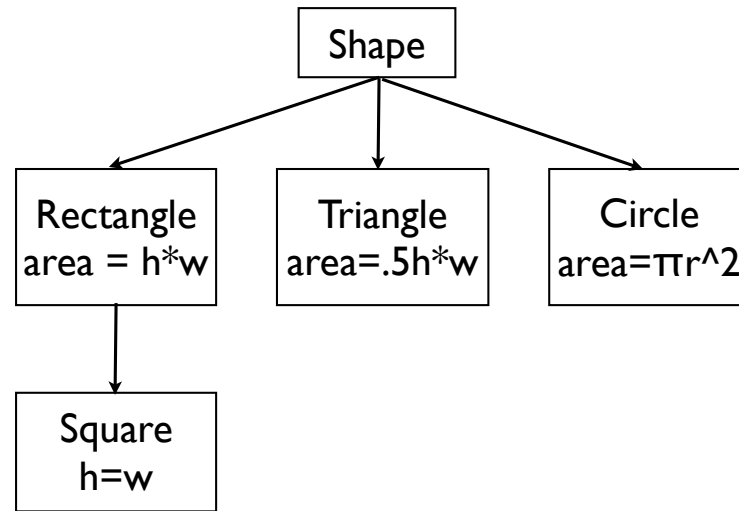 Shape
Rectangle
area = h*w
Triangle
area=.5h*w
Circle
area=πr^2
Square
h=w